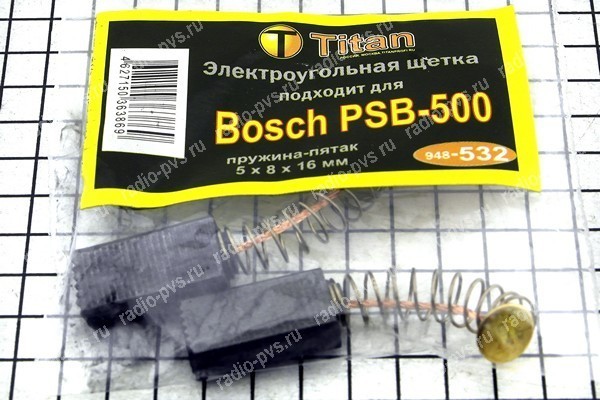 Titan
Электроугольная щетка
подходит для
Bosch PSB-500
пружина-пятак
5 x 8 x 16 мм
948-532
4627150363869
radio-pvs.ru